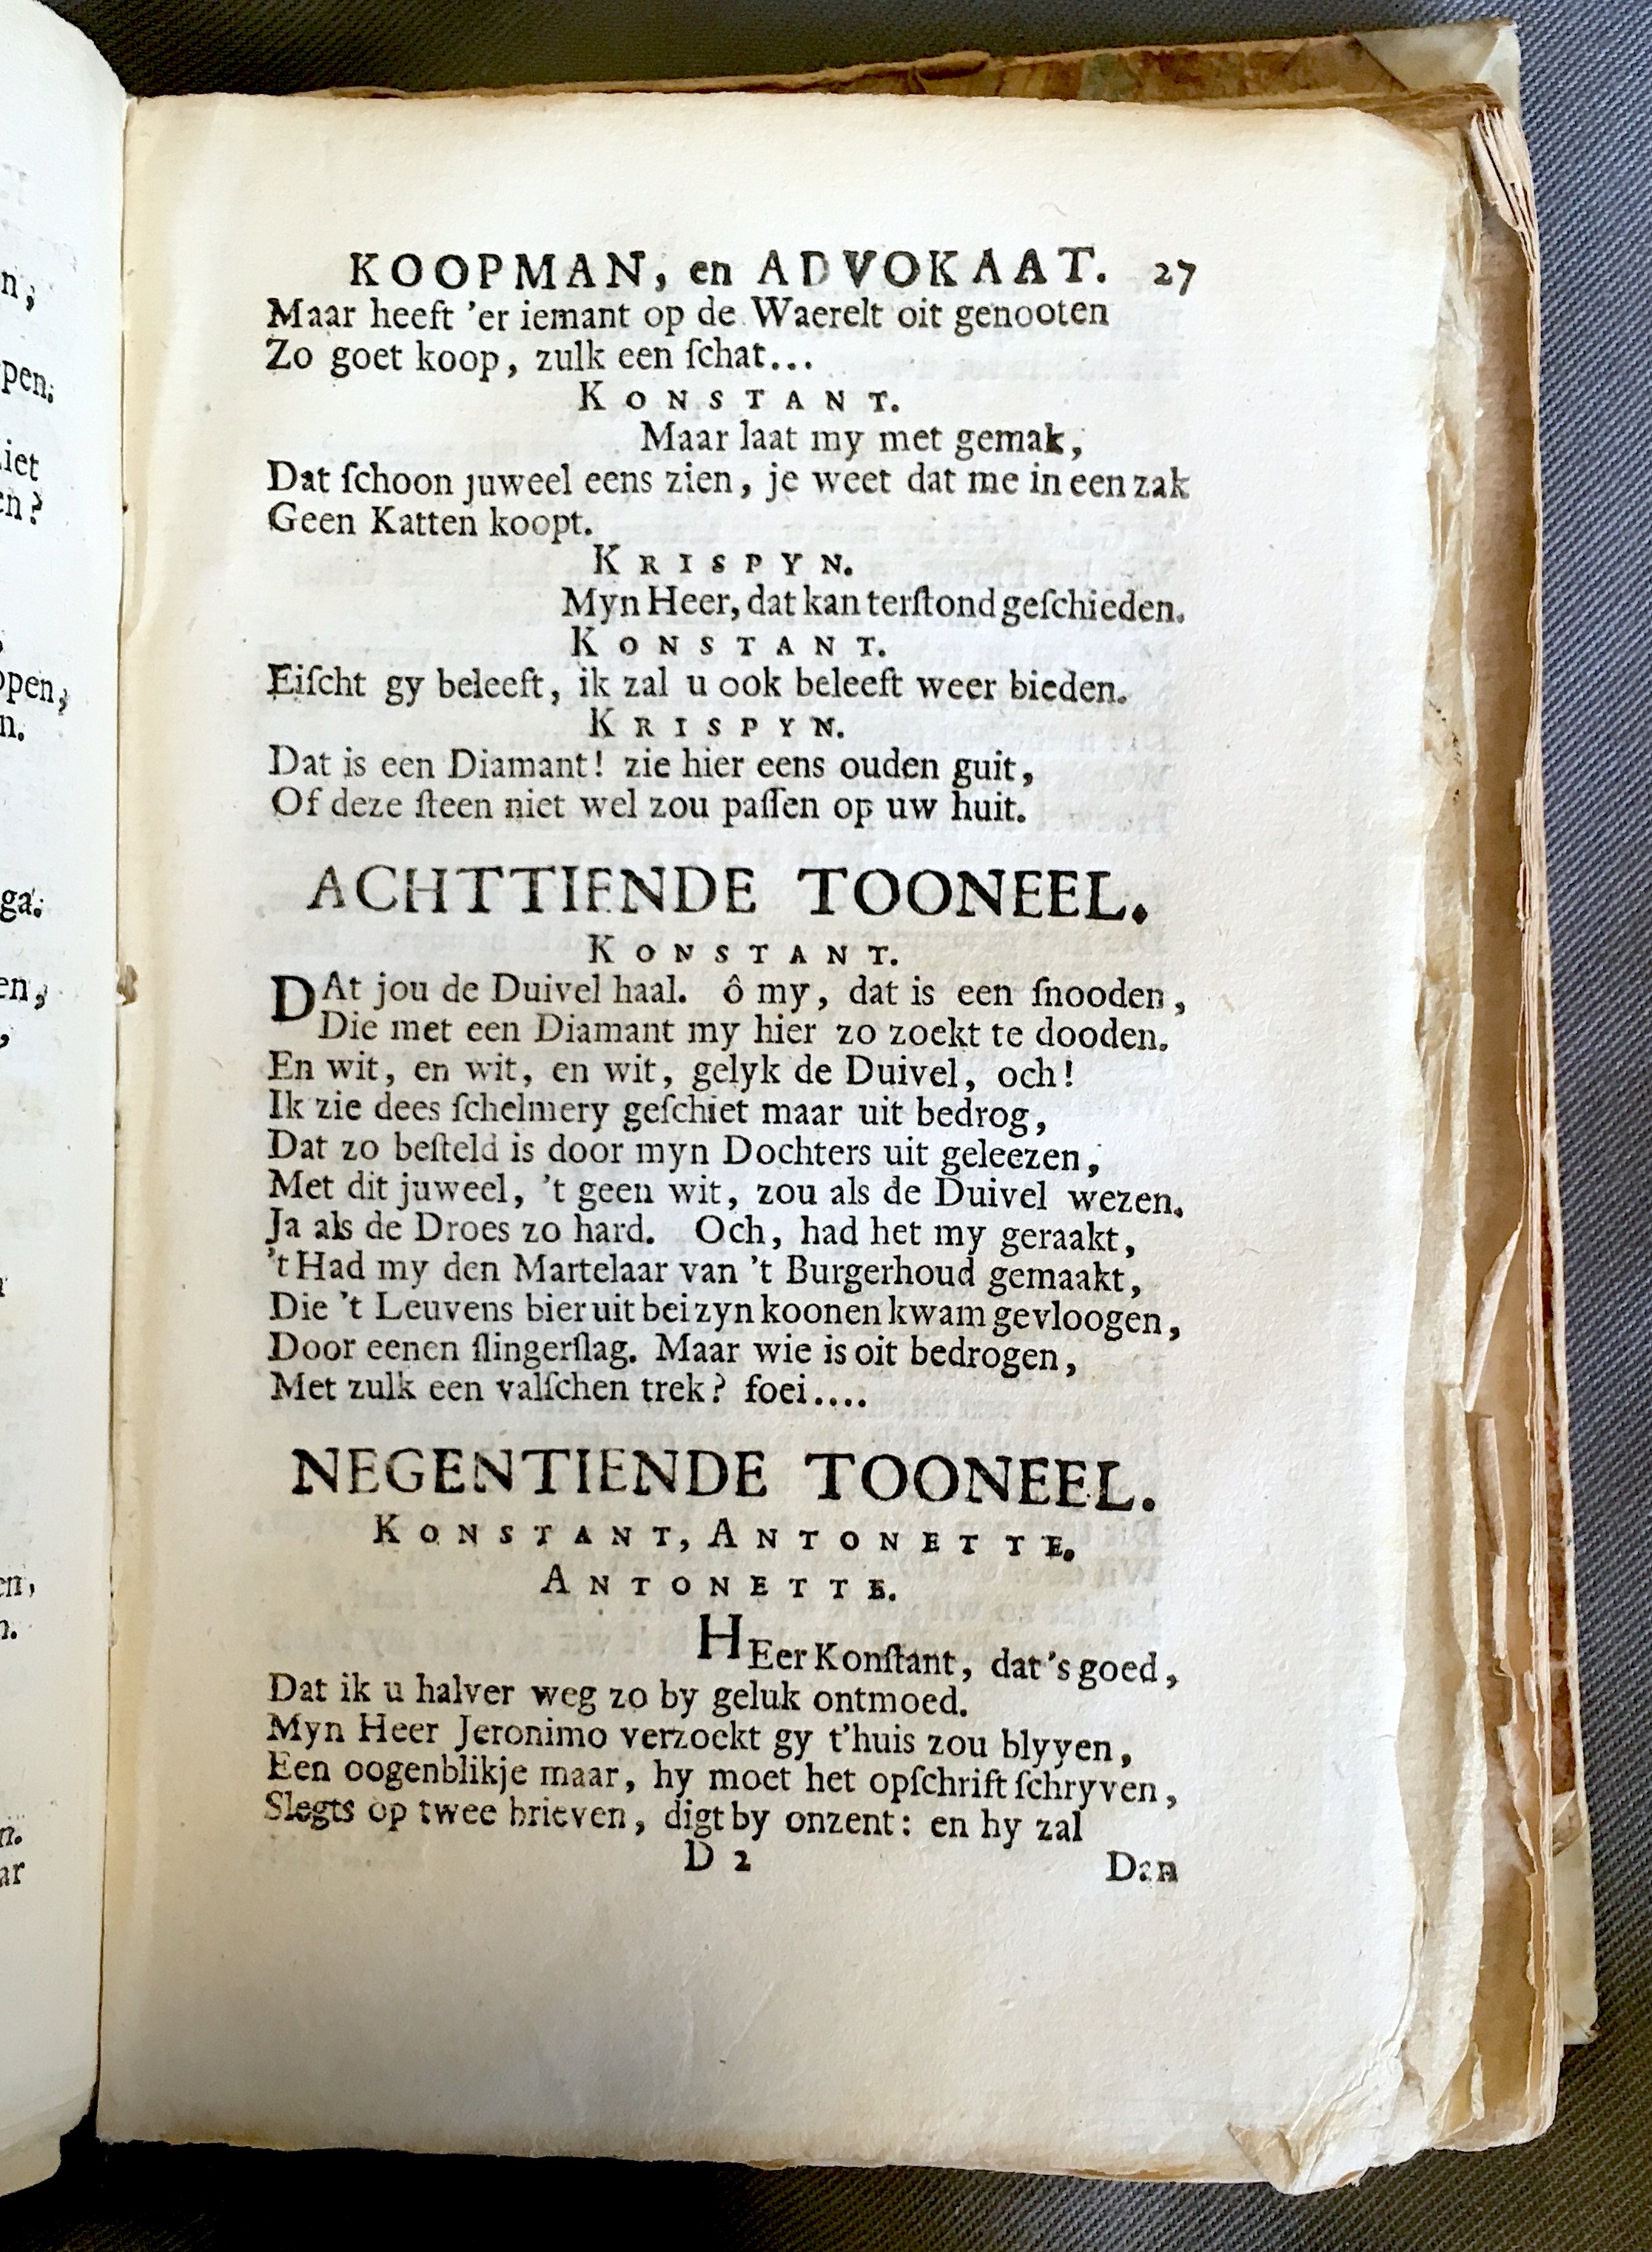 KOOPMAN, en ADVOKAAT. 27
Maar heeft 'er iemant op de Waerelt oit genooten
Zo goet koop, zulk een ſchat...
KONSTANT.
Maar laat my met gemak,
Dat ſchoon juweel eens zien, je weet dat me in een zak
Geen Katten koopt.
KRISPYN.
Myn Heer, dat kan terſtond geſchieden.
KONSTANT.
Eiſcht gy beleeft, ik zal u ook beleeft weer bieden.
KRISPYN.
Dat is een Diamant! zie hier eens ouden guit,
Of deze ſteen niet wel zou paſſen op uw huit.
ACHTTIENDE TOONEEL.
KONSTANT.
DAt jou de Duivel haal. ô my, dat is een ſnooden,
Die met een Diamant my hier zo zoekt te dooden.
En wit, en wit, en wit, gelyk de Duivel, och!
Ik zie dees ſchelmery geſchiet maar uit bedrog,
Dat zo beſteld is door myn Dochters uit geleezen,
Met dit juweel, 't geen wit, zou als de Duivel wezen.
Ja als de Droes zo hard. Och, had het my geraakt,
't Had my den Martelaar van 't Burgerhoud gemaakt,
Die 't Leuvens bier uit bei zyn koonen kwam gevloogen,
Door eenen ſlingerſlag. Maar wie is oit bedrogen,
Met zulk een valſchen trek? foei....
NEGENTIENDE TOONEEL.
KONSTANT, ANTONETTE.
ANTONETTE.
HEer Konſtant, dat's goed,
Dat ik u halver weg zo by geluk ontmoed.
Myn Heer Jeronimo verzoekt gy t'huis zou blyyen,
Een oogenblikje maar, hy moet het opſchrift ſchryven,
Slegts op twee brieven, digt by onzent: en hy zal
D 2
Dan
n,
pen.
iet
en?
open,
n.
ga.
en,
,
en,
n.
n.
ar